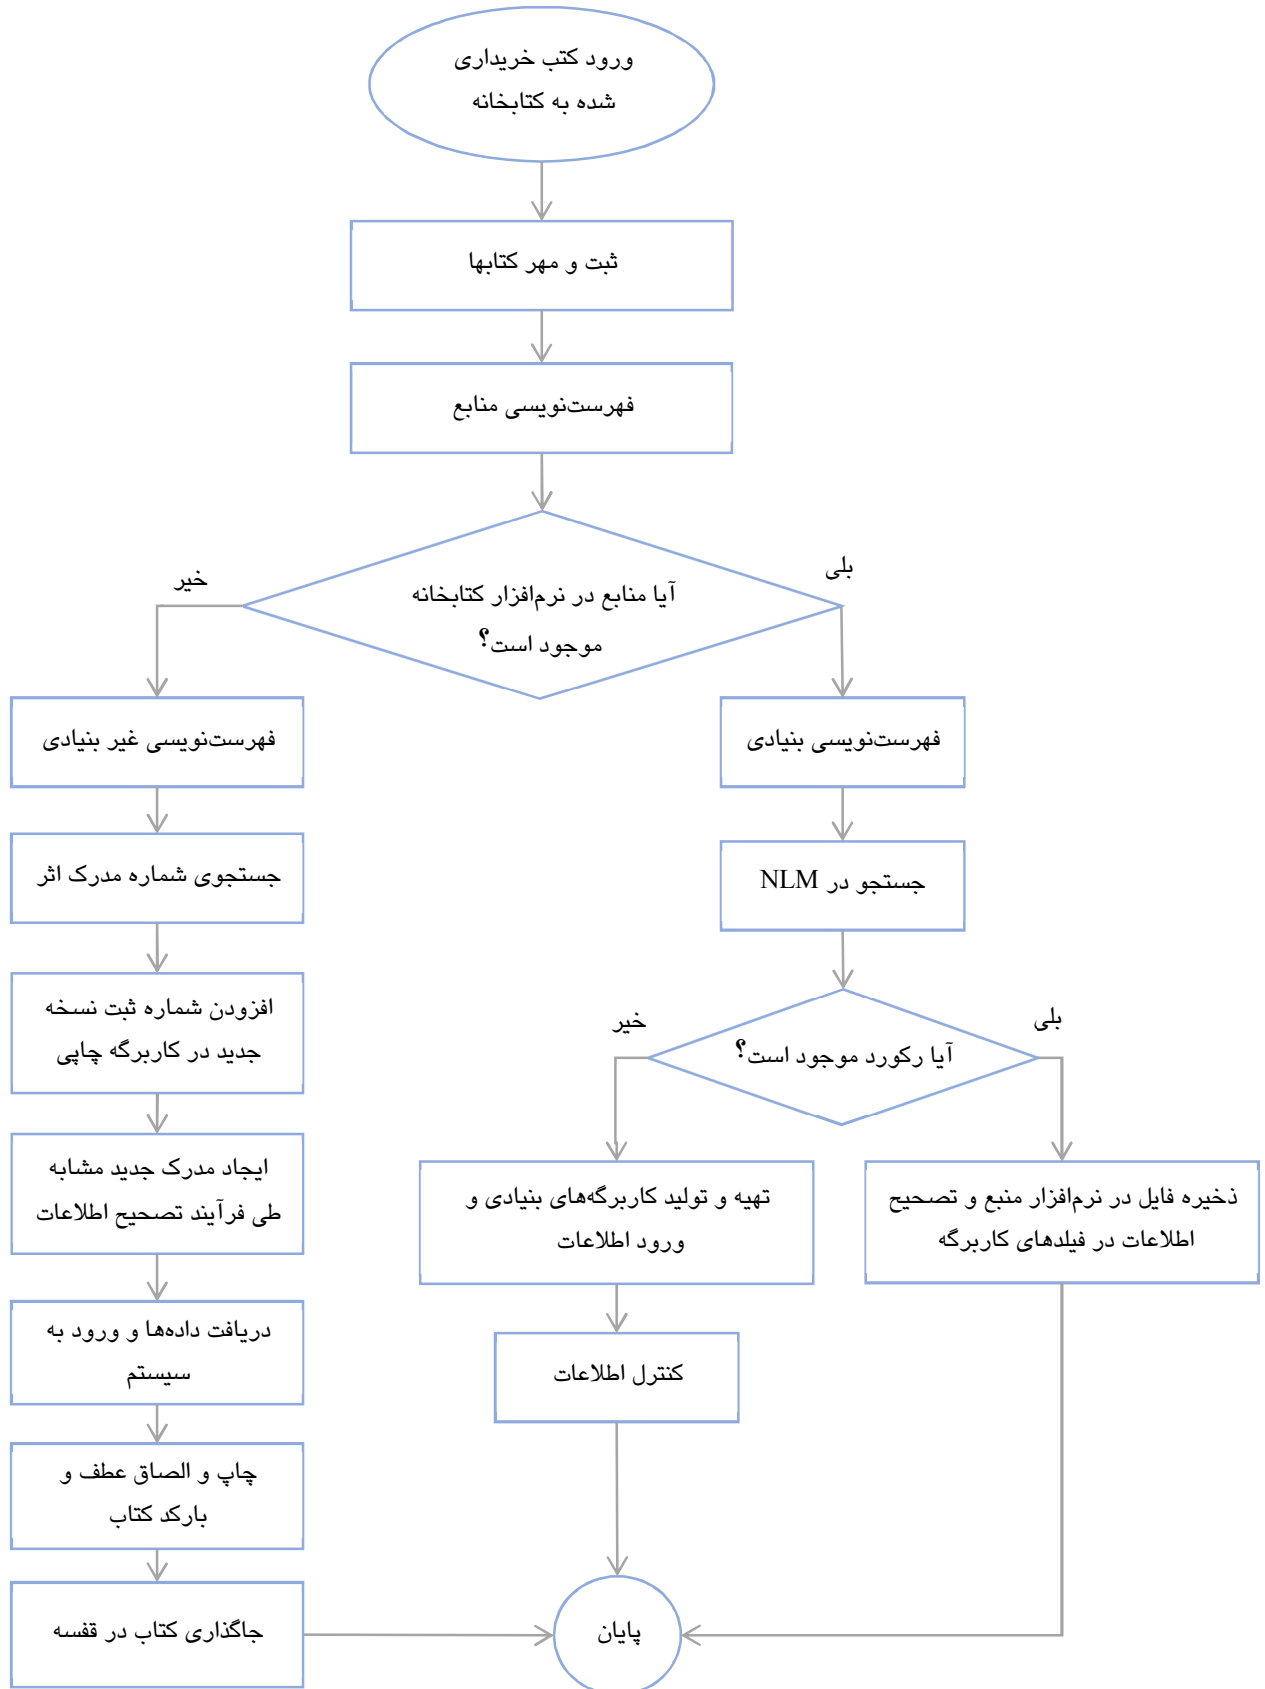 ورود کتب خریداری
شده به کتابخانه
ثبت و مهر کتابها
فهرست‌نویسی منابع
بلی
خیر
آیا منابع در نرم‌افزار کتابخانه
موجود است؟
فهرست‌نویسی بنیادی
فهرست‌نویسی غیر بنیادی
جستجو در NLM
جستجوی شماره مدرک اثر
بلی
خیر
آیا رکورد موجود است؟
افزودن شماره ثبت نسخه
جدید در کاربرگه چاپی
ذخیره فایل در نرم‌افزار منبع و تصحیح
اطلاعات در فیلدهای کاربرگه
تهیه و تولید کاربرگه‌های بنیادی و
ورود اطلاعات
ایجاد مدرک جدید مشابه
طی فرآیند تصحیح اطلاعات
کنترل اطلاعات
دریافت داده‌ها و ورود به
سیستم
چاپ و الصاق عطف و
بارکد کتاب
جاگذاری کتاب در قفسه
پایان